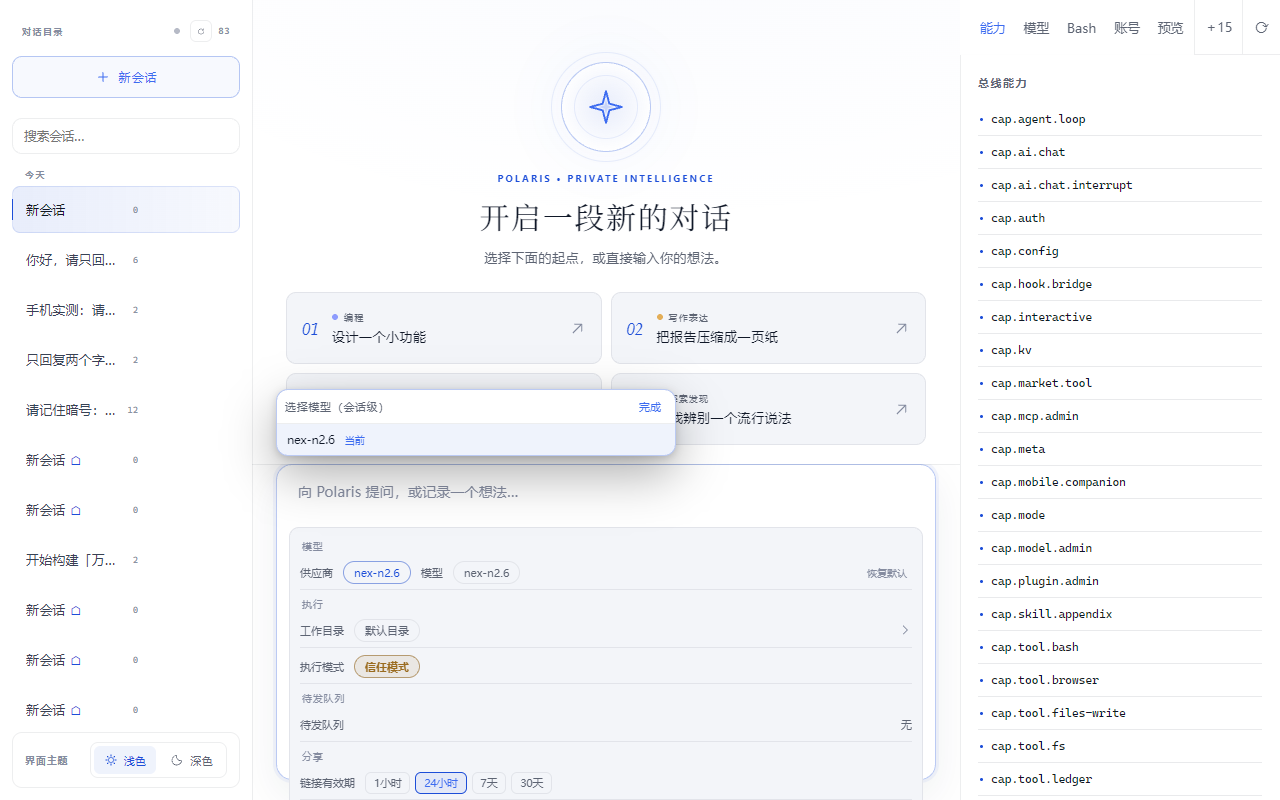 对话目录
83
新会话
搜索会话...
今天
新会话 0
你好，请只回... 6
手机实测：请... 2
只回复两个字... 2
请记住暗号：... 12
新会话 0
新会话 0
开始构建「万... 2
新会话 0
新会话 0
新会话 0
界面主题 浅色 深色
POLARIS • PRIVATE INTELLIGENCE
开启一段新的对话
选择下面的起点，或直接输入你的想法。
01 编程
设计一个小功能
02 写作表达
把报告压缩成一页纸
索发现
辨别一个流行说法
选择模型（会话级） 完成
nex-n2.6 当前
向 Polaris 提问，或记录一个想法...
模型
供应商 nex-n2.6 模型 nex-n2.6 恢复默认
执行
工作目录 默认目录
执行模式 信任模式
待发队列
待发队列 无
分享
链接有效期 1小时 24小时 7天 30天
能力 模型 Bash 账号 预览 +15
总线能力
cap.agent.loop
cap.ai.chat
cap.ai.chat.interrupt
cap.auth
cap.config
cap.hook.bridge
cap.interactive
cap.kv
cap.market.tool
cap.mcp.admin
cap.meta
cap.mobile.companion
cap.mode
cap.model.admin
cap.plugin.admin
cap.skill.appendix
cap.tool.bash
cap.tool.browser
cap.tool.files-write
cap.tool.fs
cap.tool.ledger